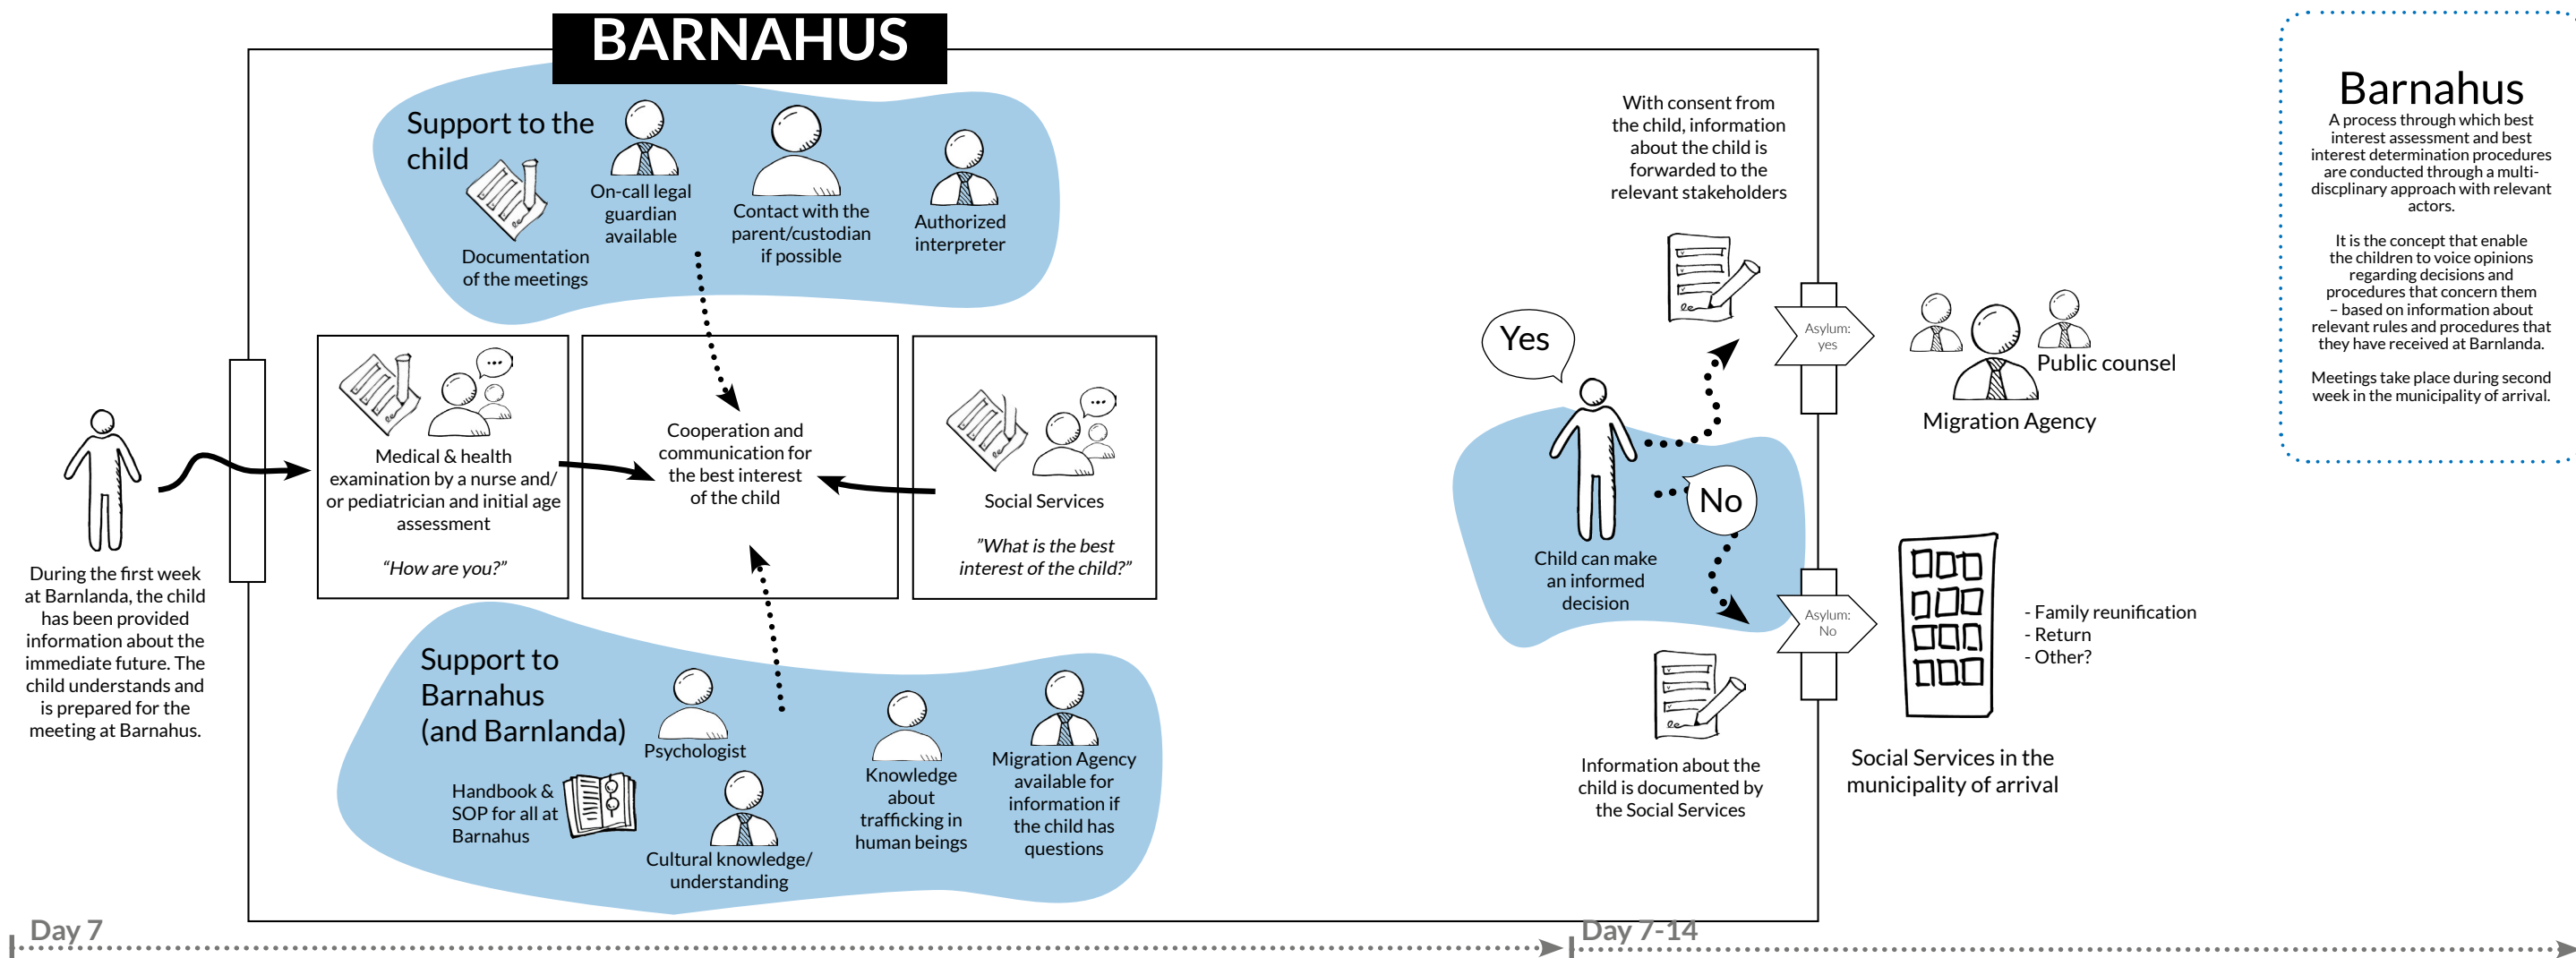 BARNAHUS
Support to the
child
Documentation
of the meetings
On-call legal
guardian
available
Contact with the
parent/custodian
if possible
Authorized
interpreter
During the first week
at Barnlanda, the child
has been provided
information about the
immediate future. The
child understands and
is prepared for the
meeting at Barnahus.
Medical & health
examination by a nurse and/
or pediatrician and initial age
assessment
“How are you?”
Cooperation and
communication for
the best interest
of the child
Social Services
”What is the best
interest of the child?”
Support to
Barnahus
(and Barnlanda)
Psychologist
Handbook &
SOP for all at
Barnahus
Cultural knowledge/
understanding
Knowledge
about
trafficking in
human beings
Migration Agency
available for
information if
the child has
questions
With consent from
the child, information
about the child is
forwarded to the
relevant stakeholders
Yes
No
Child can make
an informed
decision
Asylum:
yes
Asylum:
No
Public counsel
Migration Agency
Information about the
child is documented by
the Social Services
- Family reunification
- Return
- Other?
Social Services in the
municipality of arrival
Barnahus
A process through which best
interest assessment and best
interest determination procedures
are conducted through a multi-
discplinary approach with relevant
actors.
It is the concept that enable
the children to voice opinions
regarding decisions and
procedures that concern them
– based on information about
relevant rules and procedures that
they have received at Barnlanda.
Meetings take place during second
week in the municipality of arrival.
Day 7
Day 7-14